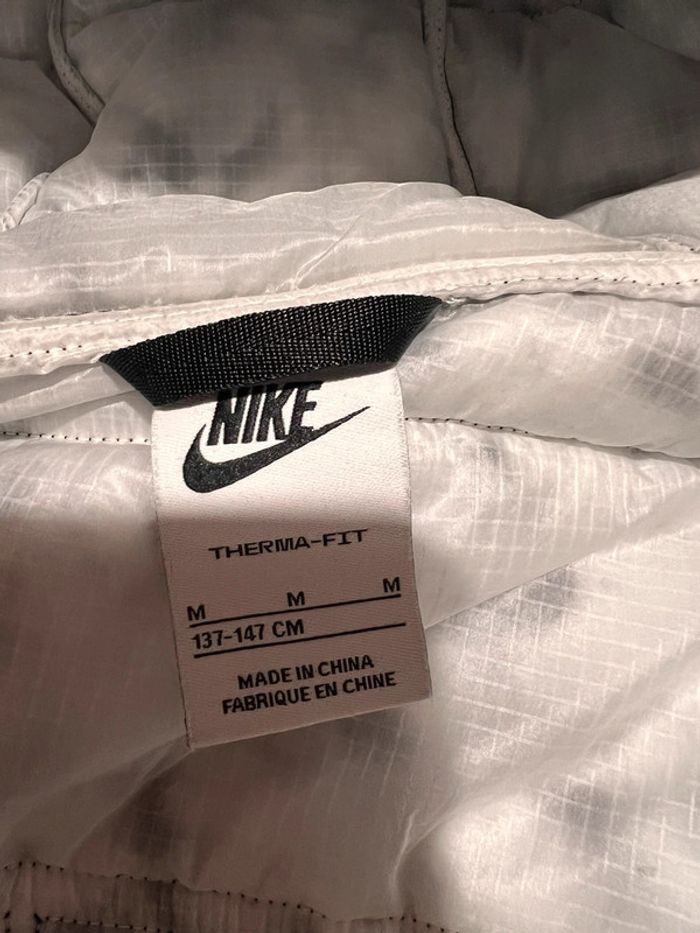 NIKE
THERMA-FIT
M M M
137-147 CM
MADE IN CHINA
FABRIQUE EN CHINE